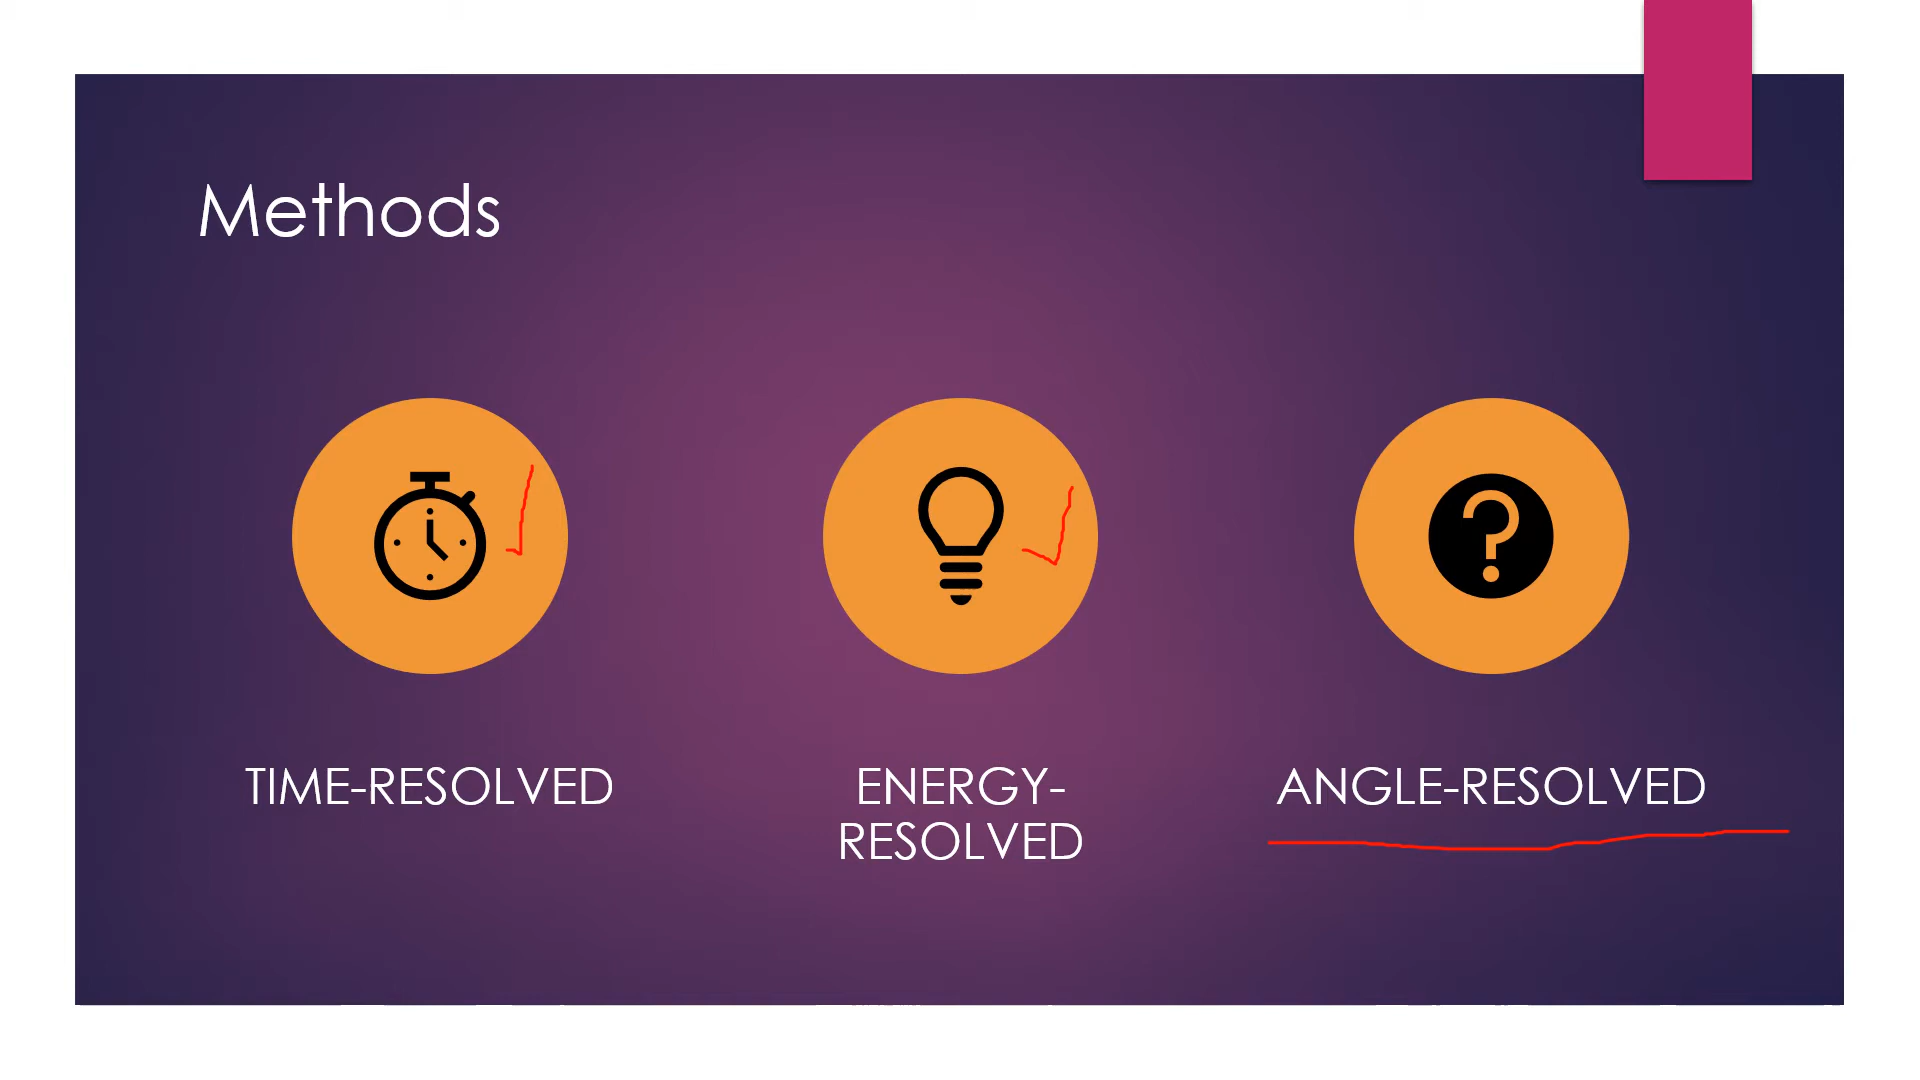 Methods
TIME-RESOLVED
ENERGY-
RESOLVED
ANGLE-RESOLVED